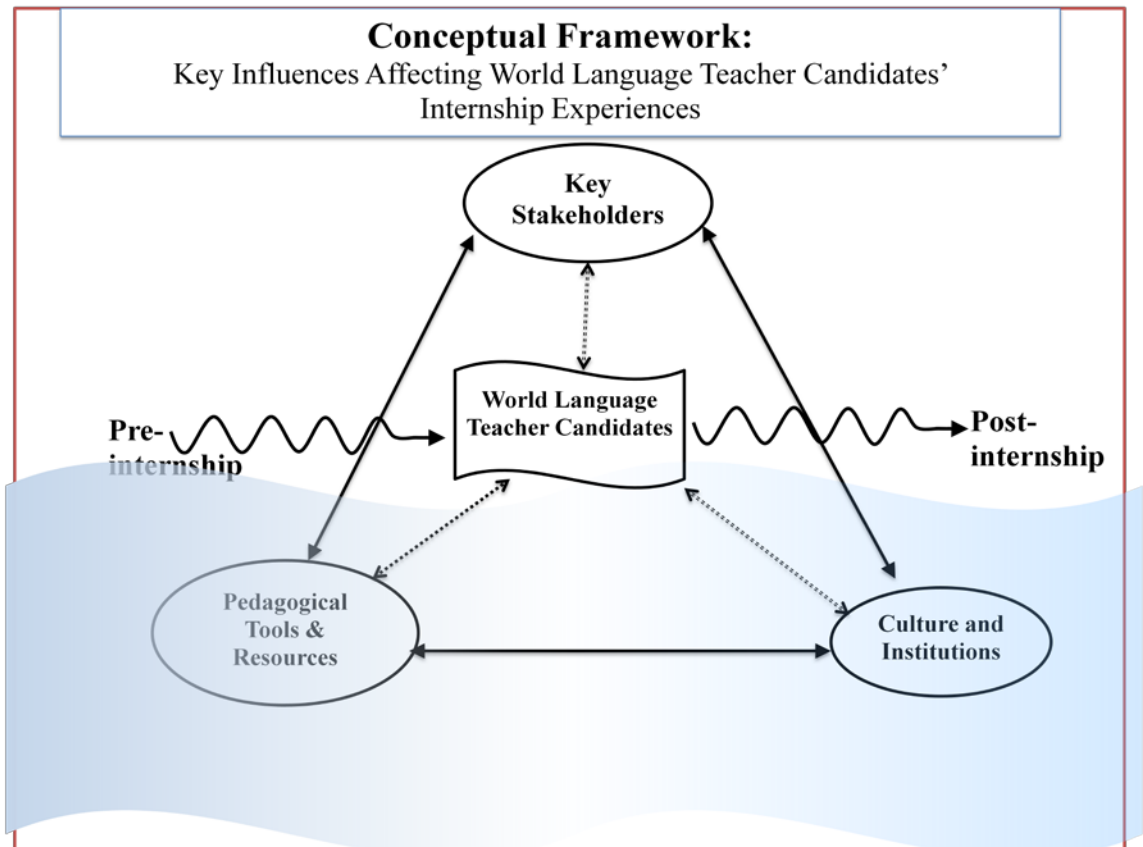 Conceptual Framework:
Key Influences Affecting World Language Teacher Candidates’
Internship Experiences
Key
Stakeholders
World Language
Teacher Candidates
Pre-
internship
Post-
internship
Pedagogical
Tools &
Resources
Culture and
Institutions